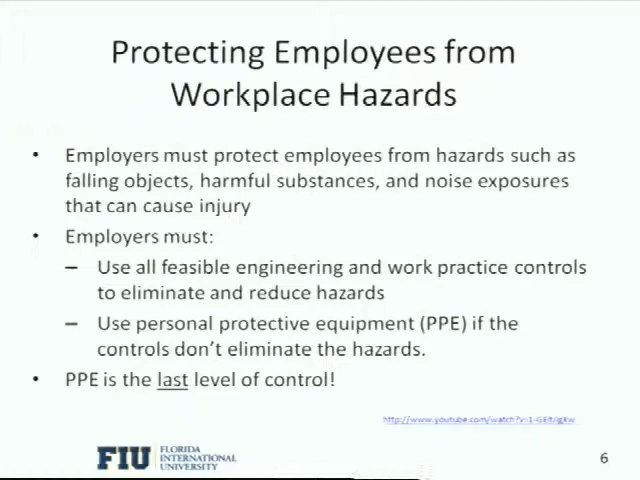 Protecting Employees from
Workplace Hazards
• Employers must protect employees from hazards such as
falling objects, harmful substances, and noise exposures
that can cause injury
• Employers must:
– Use all feasible engineering and work practice controls
to eliminate and reduce hazards
– Use personal protective equipment (PPE) if the
controls don't eliminate the hazards.
• PPE is the last level of control!
FIU
FLORIDA
INTERNATIONAL
UNIVERSITY
6